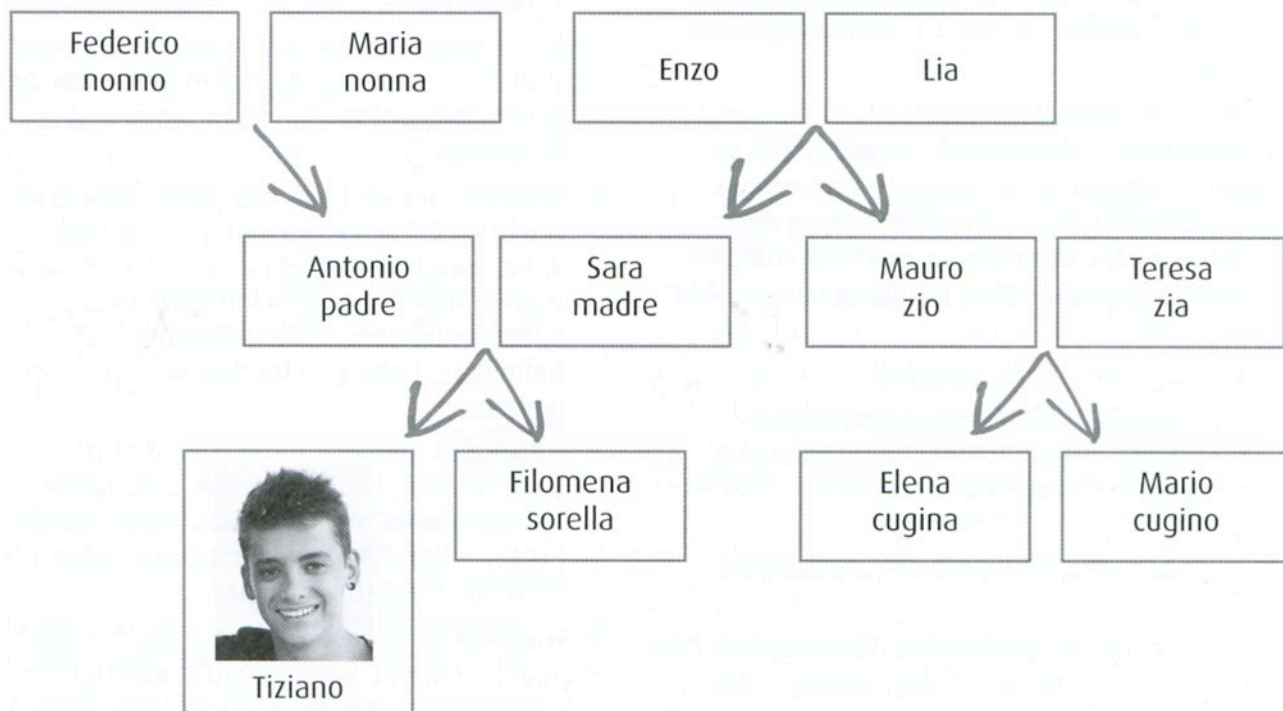 Federico
nonno
Maria
nonna
Enzo
Lia
Antonio
padre
Sara
madre
Mauro
zio
Teresa
zia
Filomena
sorella
Elena
cugina
Mario
cugino
Tiziano